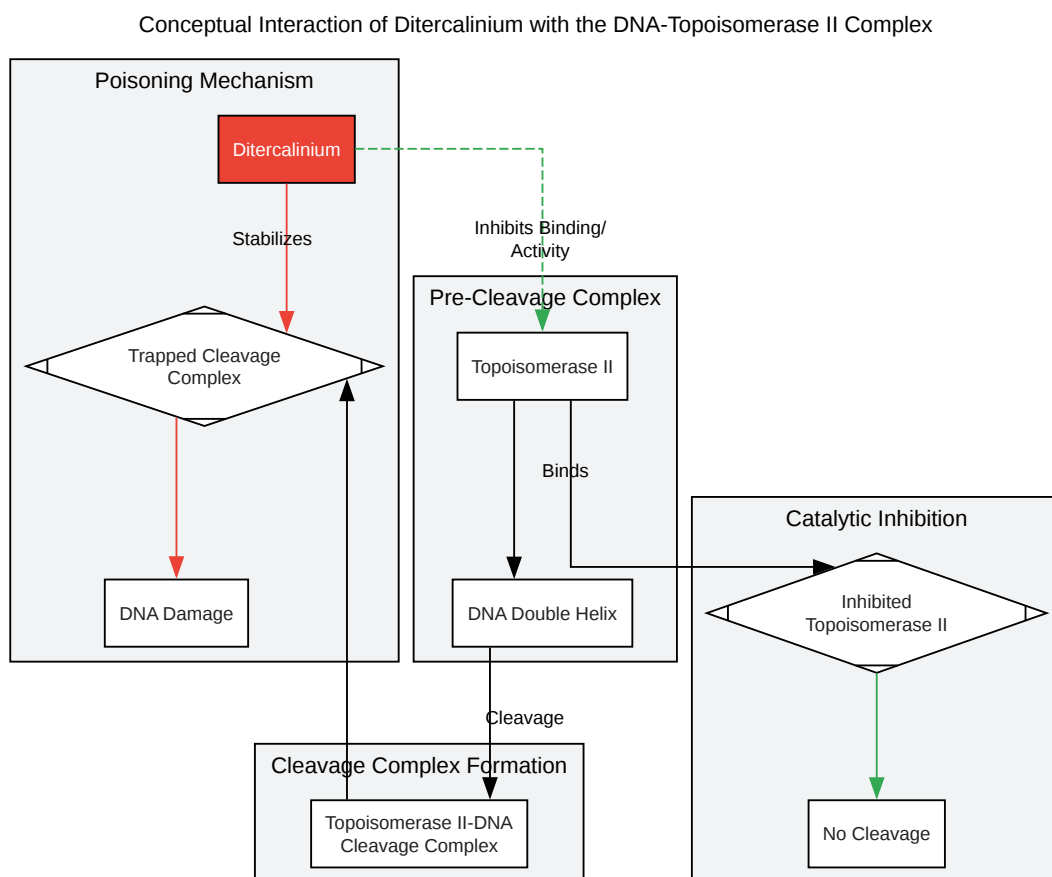 Conceptual Interaction of Ditercalinium with the DNA-Topoisomerase II Complex
Poisoning Mechanism
Ditercalinium
Stabilizes
Inhibits Binding/
Activity
Pre-Cleavage Complex
Trapped Cleavage
Complex
Topoisomerase II
Binds
Catalytic Inhibition
DNA Damage
DNA Double Helix
Inhibited
Topoisomerase II
Cleavage
Cleavage Complex Formation
Topoisomerase II-DNA
Cleavage Complex
No Cleavage